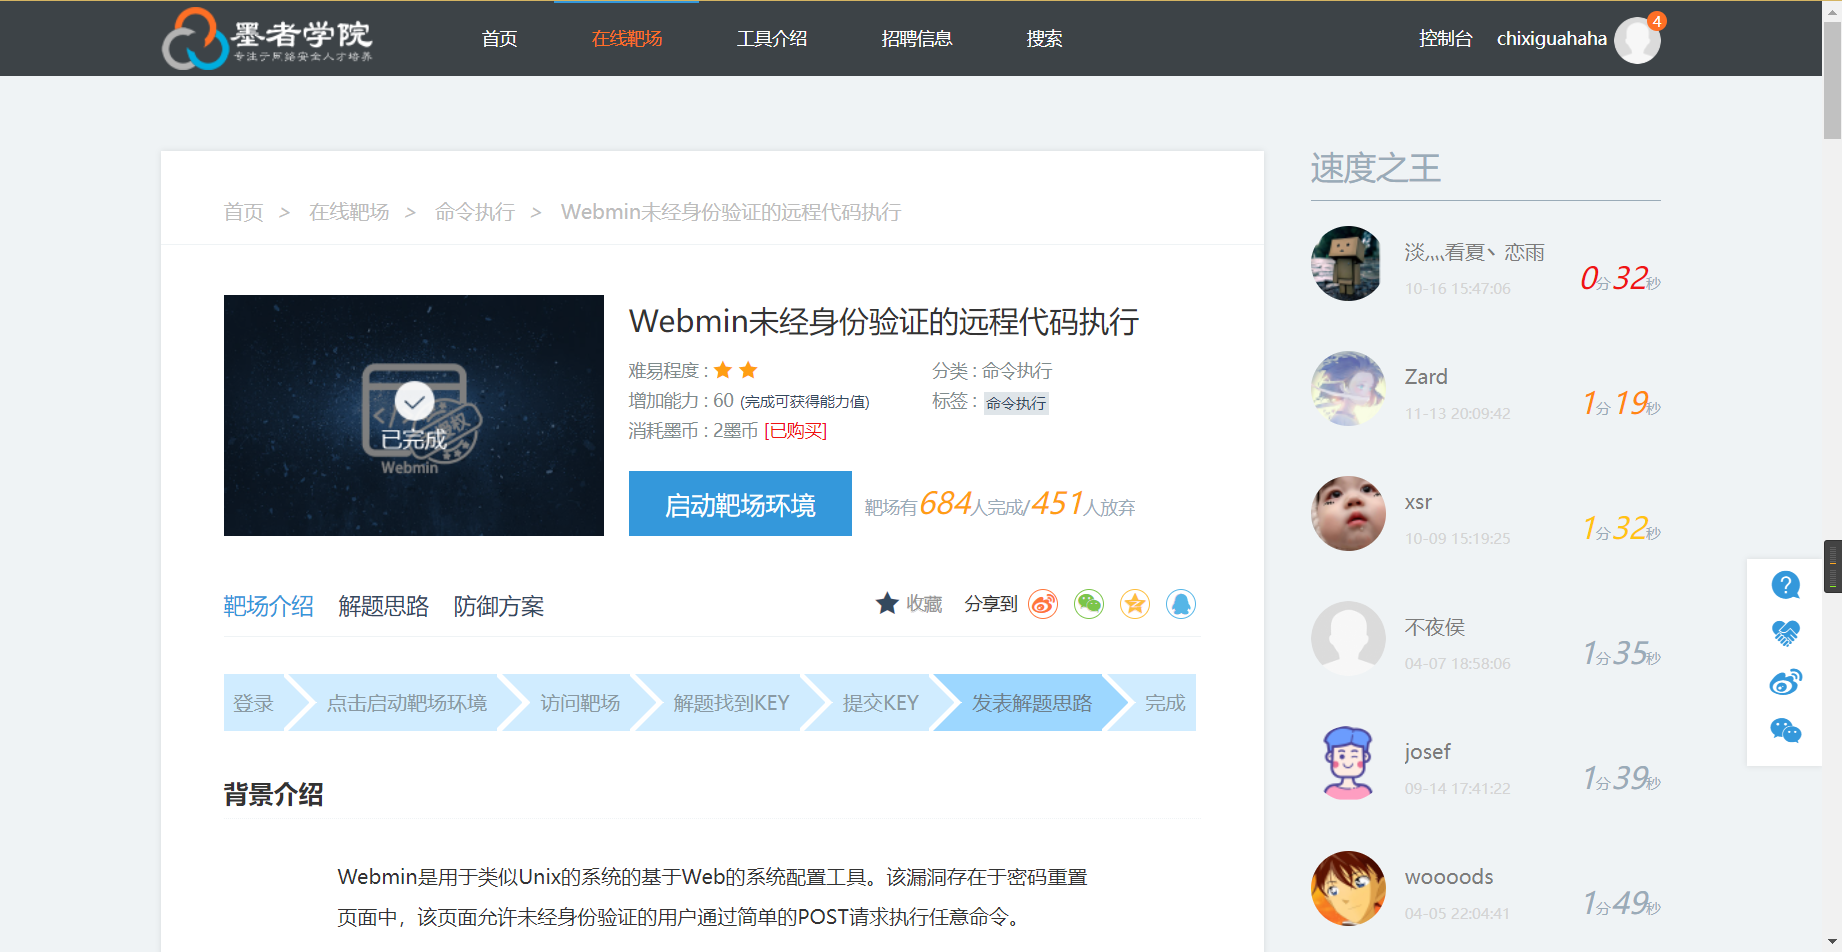 墨者学院
专注于网络安全人才培养
首页
在线靶场
工具介绍
招聘信息
搜索
控制台
chixiguahaha
4
首页 > 在线靶场 > 命令执行 > Webmin未经身份验证的远程代码执行
已完成
Webmin
Webmin未经身份验证的远程代码执行
难易程度 :
分类 : 命令执行
增加能力 : 60 (完成可获得能力值)
标签 : 命令执行
消耗墨币 : 2墨币 [已购买]
启动靶场环境
靶场有684人完成/451人放弃
靶场介绍
解题思路
防御方案
收藏
分享到
登录
点击启动靶场环境
访问靶场
解题找到KEY
提交KEY
发表解题思路
完成
背景介绍
Webmin是用于类似Unix的系统的基于Web的系统配置工具。该漏洞存在于密码重置
页面中，该页面允许未经身份验证的用户通过简单的POST请求执行任意命令。
速度之王
淡灬看夏丶恋雨
10-16 15:47:06
0分32秒
Zard
11-13 20:09:42
1分19秒
xsr
10-09 15:19:25
1分32秒
不夜侯
04-07 18:58:06
1分35秒
josef
09-14 17:41:22
1分39秒
woooods
04-05 22:04:41
1分49秒